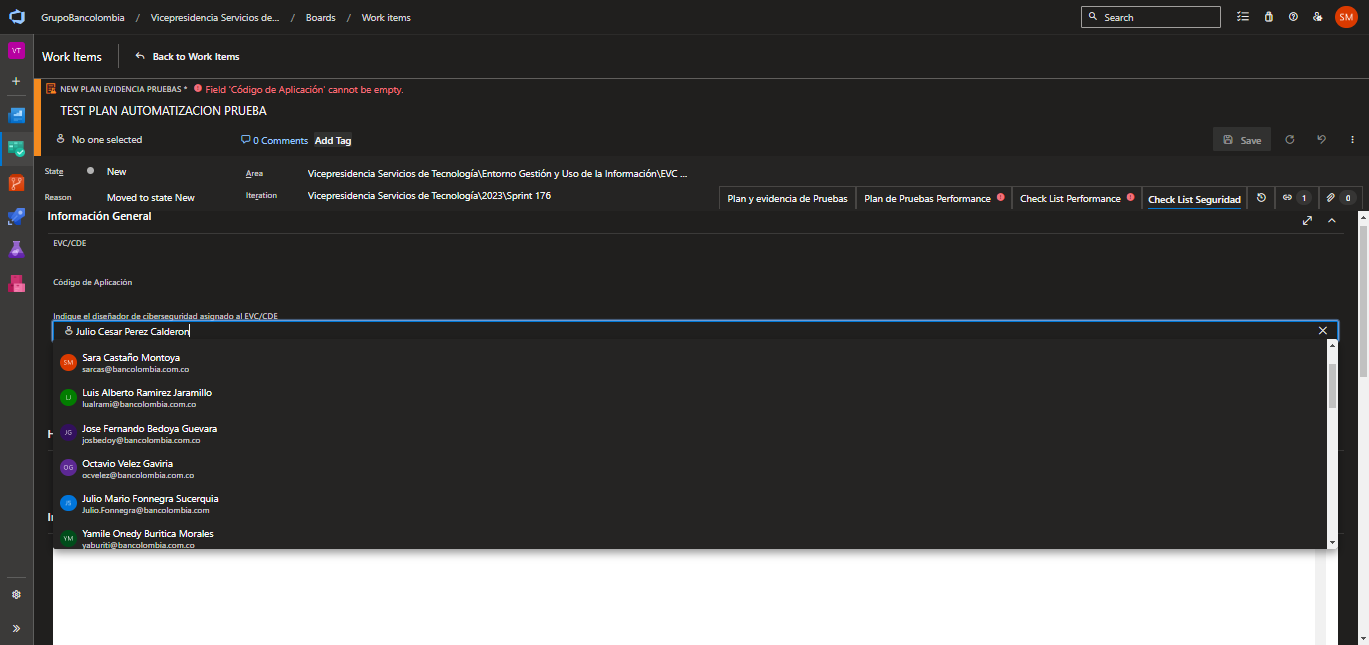 GrupoBancolombia / Vicepresidencia Servicios de... / Boards / Work items
Search
SM
VT
Work Items
Back to Work Items
NEW PLAN EVIDENCIA PRUEBAS * Field 'Código de Aplicación' cannot be empty.
TEST PLAN AUTOMATIZACION PRUEBA
No one selected
0 Comments
Add Tag
Save
State
New
Area
Vicepresidencia Servicios de Tecnología\Entorno Gestión y Uso de la Información\EVC ...
Reason
Moved to state New
Iteration
Vicepresidencia Servicios de Tecnología\2023\Sprint 176
Plan y evidencia de Pruebas
Plan de Pruebas Performance
Check List Performance
Check List Seguridad
1
0
Información General
EVC/CDE
Código de Aplicación
Indique el diseñador de ciberseguridad asignado al EVC/CDE
Julio Cesar Perez Calderon
SM
Sara Castaño Montoya
sarcas@bancolombia.com.co
LJ
Luis Alberto Ramirez Jaramillo
lualrami@bancolombia.com.co
JG
Jose Fernando Bedoya Guevara
josbedoy@bancolombia.com.co
OG
Octavio Velez Gaviria
ocvelez@bancolombia.com.co
JS
Julio Mario Fonnegra Sucerquia
Julio.Fonnegra@bancolombia.com
YM
Yamile Onedy Buritica Morales
yaburiti@bancolombia.com.co